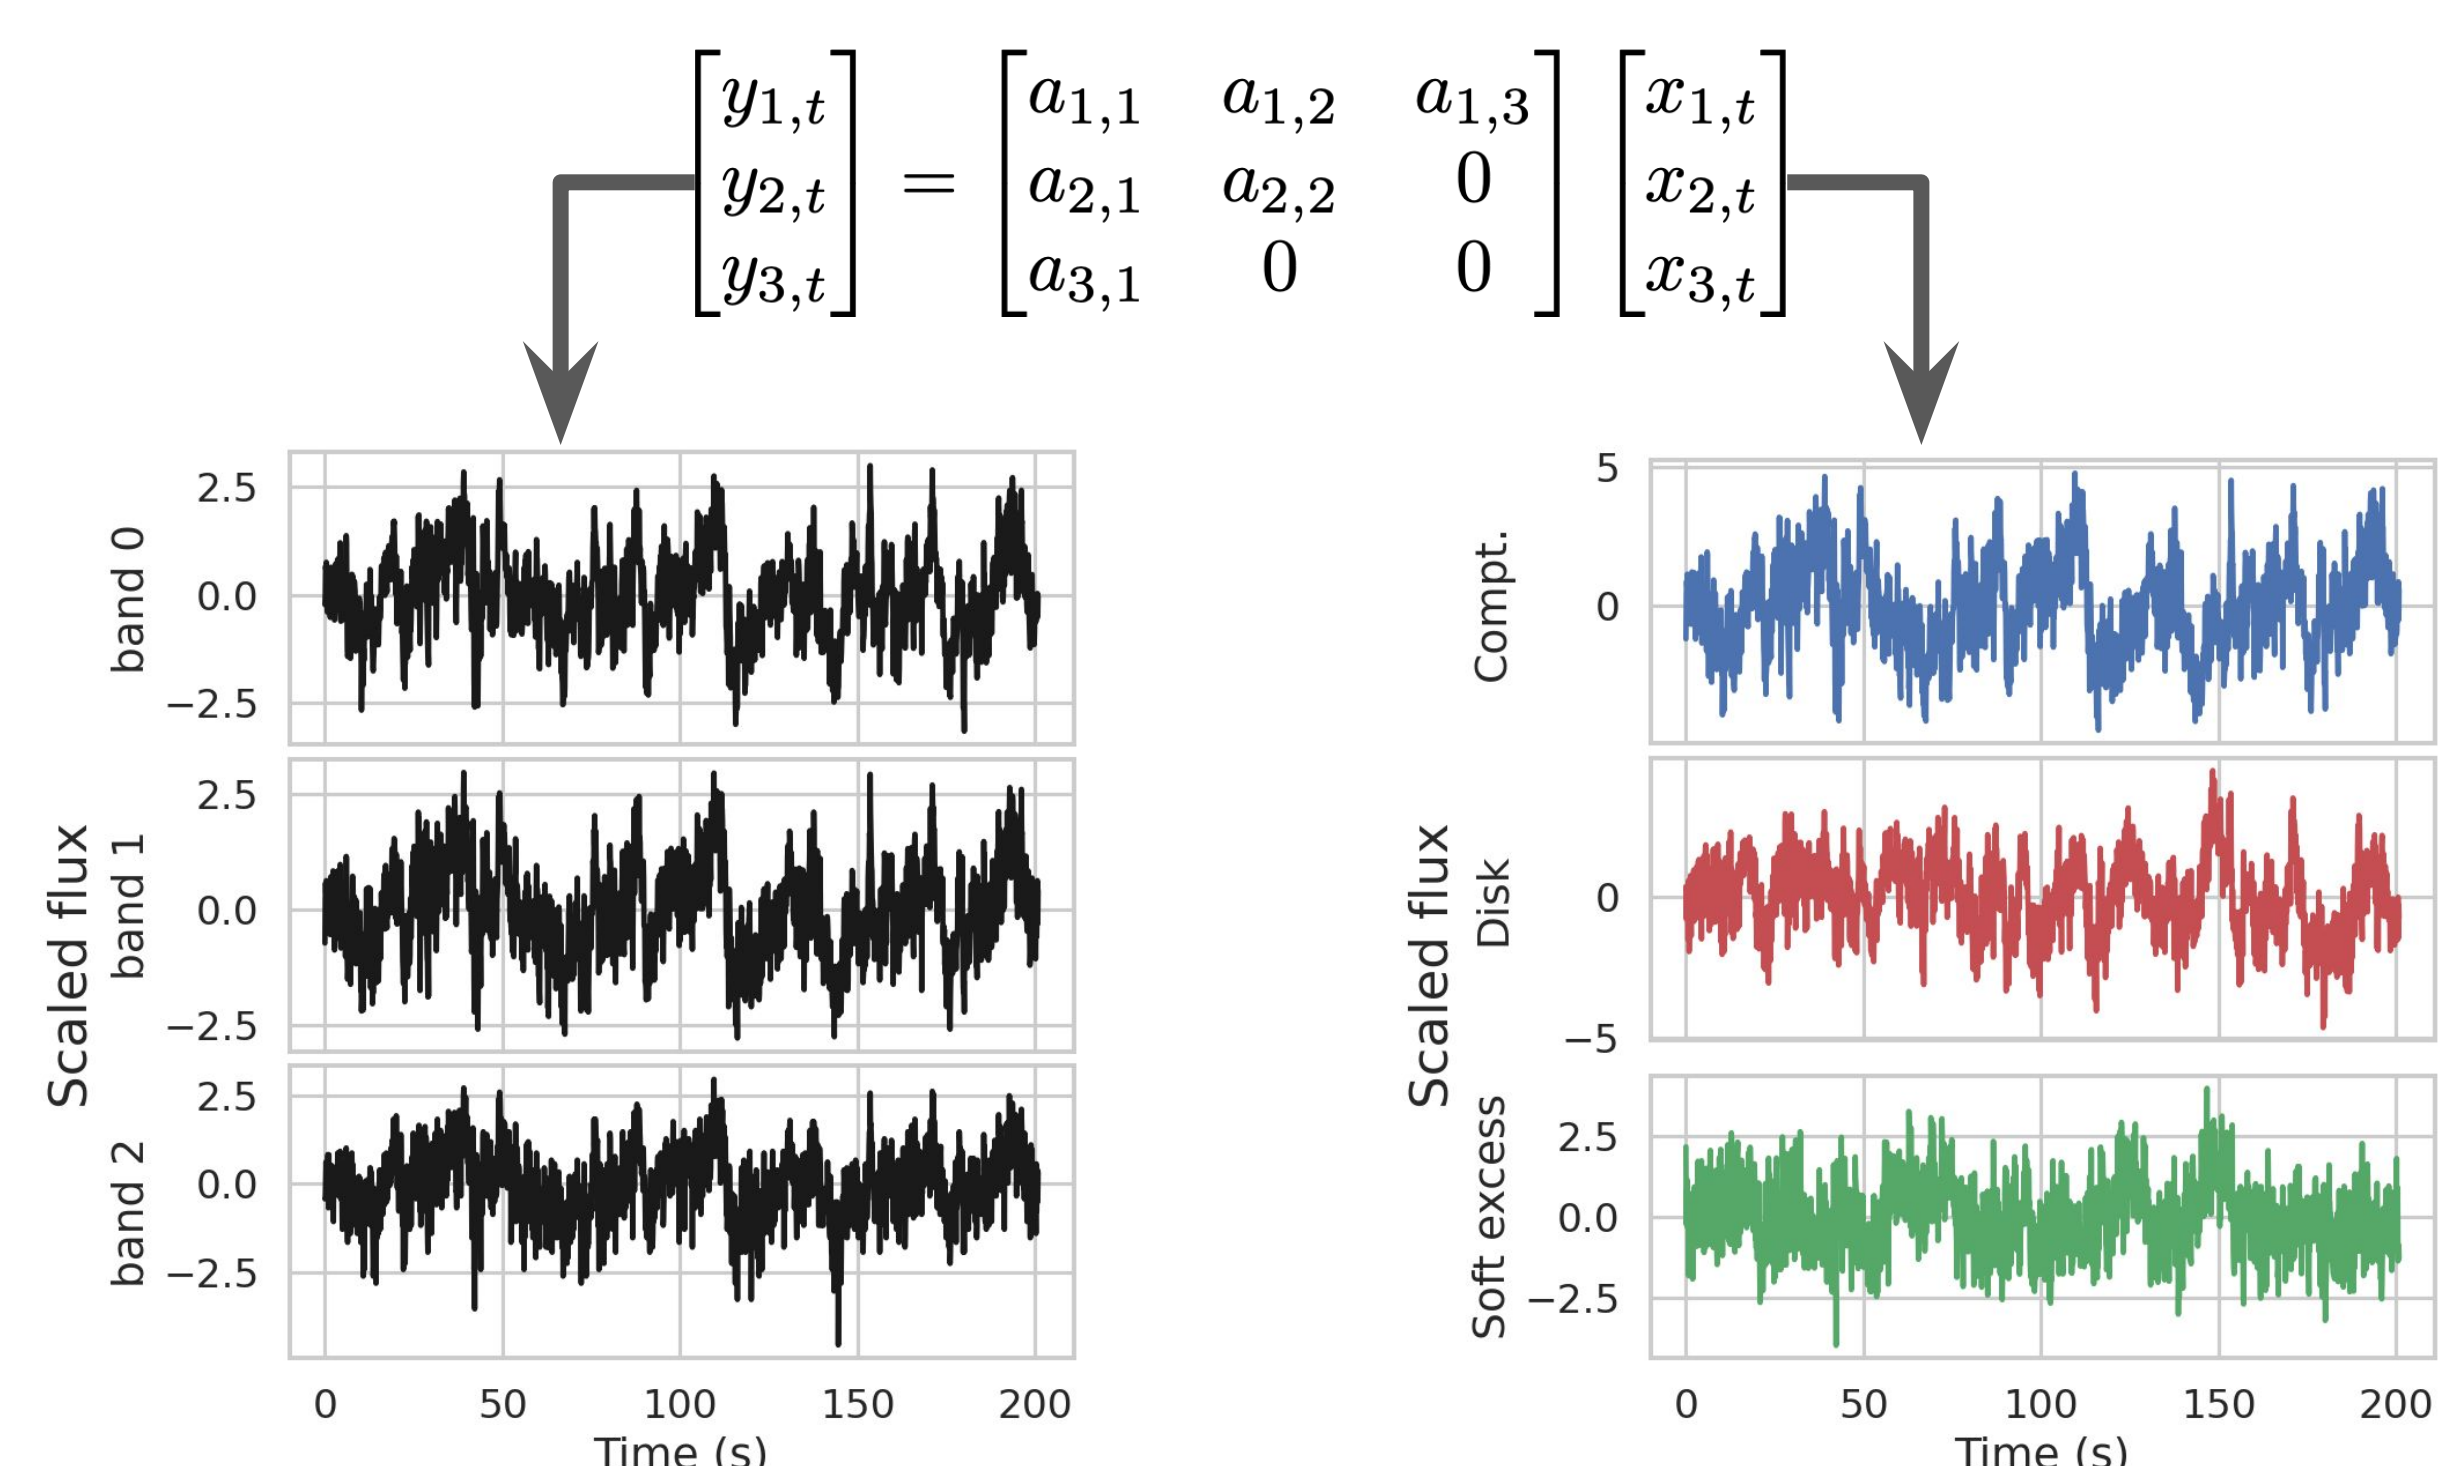 y1,t = a1,1 a1,2 a1,3 x1,t
y2,t a2,1 a2,2 0 x2,t
y3,t a3,1 0 0 x3,t
Scaled flux
band 0
2.5
0.0
−2.5
band 1
2.5
0.0
−2.5
band 2
2.5
0.0
−2.5
0 50 100 150 200
Time (s)
Scaled flux
Compt.
5
0
Disk
0
−5
Soft excess
2.5
0.0
−2.5
0 50 100 150 200
Time (s)